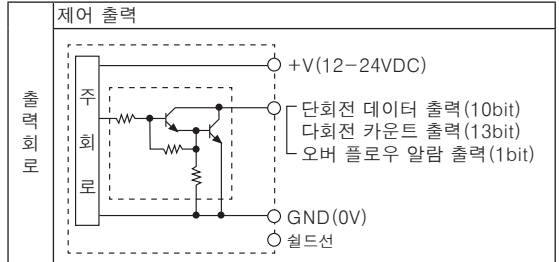 제어 출력
출력회로
주회로
+V(12-24VDC)
단회전 데이터 출력(10bit)
다회전 카운트 출력(13bit)
오버 플로우 알람 출력(1bit)
GND(0V)
쉴드선